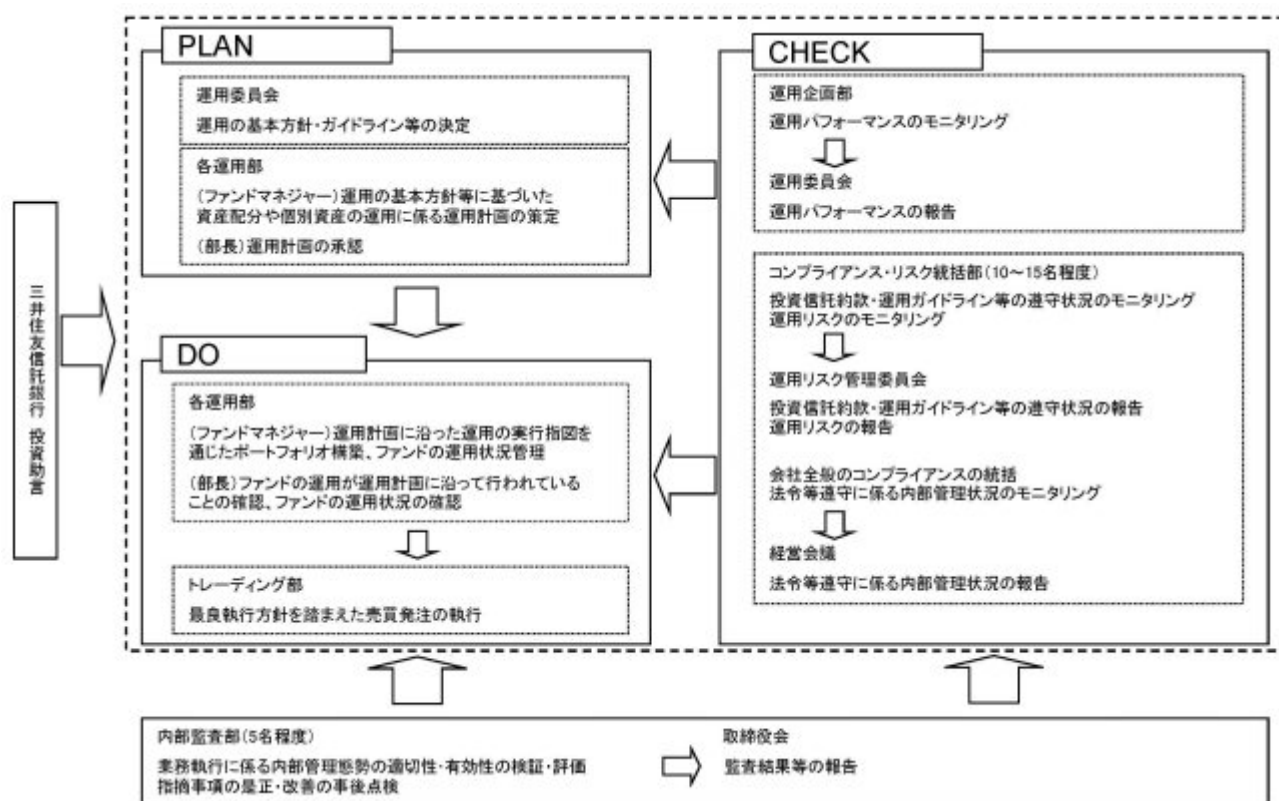 三井住友信託銀行 投資助言
PLAN
運用委員会
運用の基本方針・ガイドライン等の決定
各運用部
(ファンドマネジャー)運用の基本方針等に基づいた
資産配分や個別資産の運用に係る運用計画の策定
(部長)運用計画の承認
DO
各運用部
(ファンドマネジャー)運用計画に沿った運用の実行指図を
通じたポートフォリオ構築、ファンドの運用状況管理
(部長)ファンドの運用が運用計画に沿って行われている
ことの確認、ファンドの運用状況の確認
トレーディング部
最良執行方針を踏まえた売買発注の執行
CHECK
運用企画部
運用パフォーマンスのモニタリング
運用委員会
運用パフォーマンスの報告
コンプライアンス・リスク統括部(10~15名程度)
投資信託約款・運用ガイドライン等の遵守状況のモニタリング
運用リスクのモニタリング
運用リスク管理委員会
投資信託約款・運用ガイドライン等の遵守状況の報告
運用リスクの報告
会社全般のコンプライアンスの統括
法令等遵守に係る内部管理状況のモニタリング
経営会議
法令等遵守に係る内部管理状況の報告
内部監査部(5名程度)
業務執行に係る内部管理態勢の適切性・有効性の検証・評価
指摘事項の是正・改善の事後点検
取締役会
監査結果等の報告